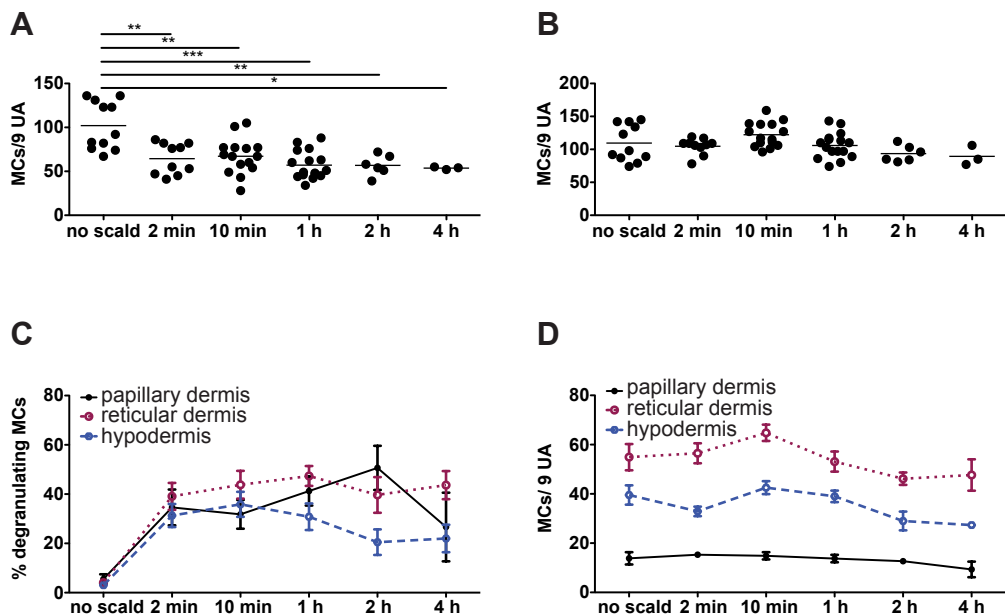 A
**
**
***
**
*
MCs/9 UA
150
100
50
0
no scald 2 min 10 min 1 h 2 h 4 h
B
MCs/9 UA
200
150
100
50
0
no scald 2 min 10 min 1 h 2 h 4 h
C
papillary dermis
reticular dermis
hypodermis
% degranulating MCs
80
60
40
20
0
no scald 2 min 10 min 1 h 2 h 4 h
D
papillary dermis
reticular dermis
hypodermis
MCs/ 9 UA
80
60
40
20
0
no scald 2 min 10 min 1 h 2 h 4 h